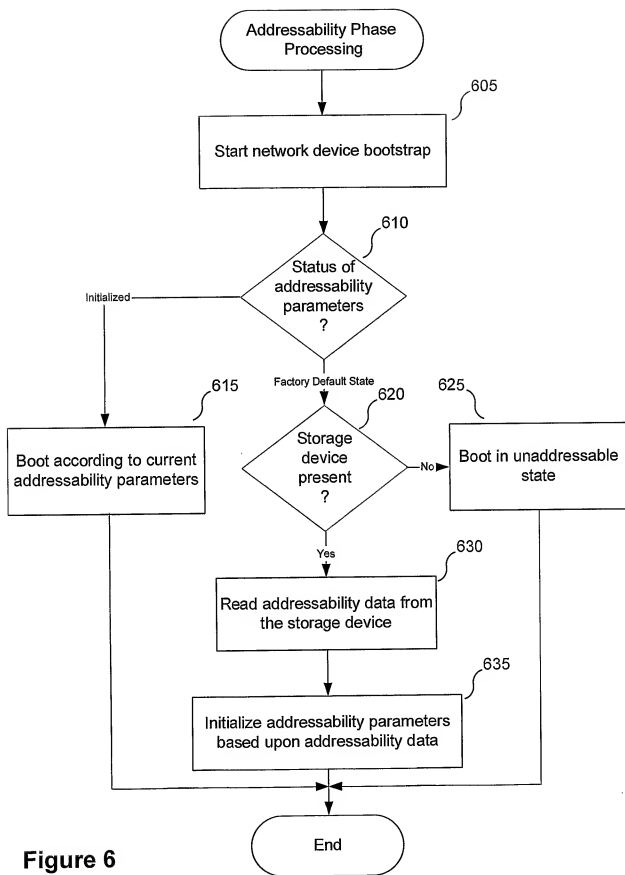 Addressability Phase
Processing
605
Start network device bootstrap
610
Status of
addressability
parameters
?
Initialized
Factory Default State
615
620
625
Boot according to current
addressability parameters
Storage
device
present
?
No
Boot in unaddressable
state
Yes
630
Read addressability data from
the storage device
635
Initialize addressability parameters
based upon addressability data
End
Figure 6